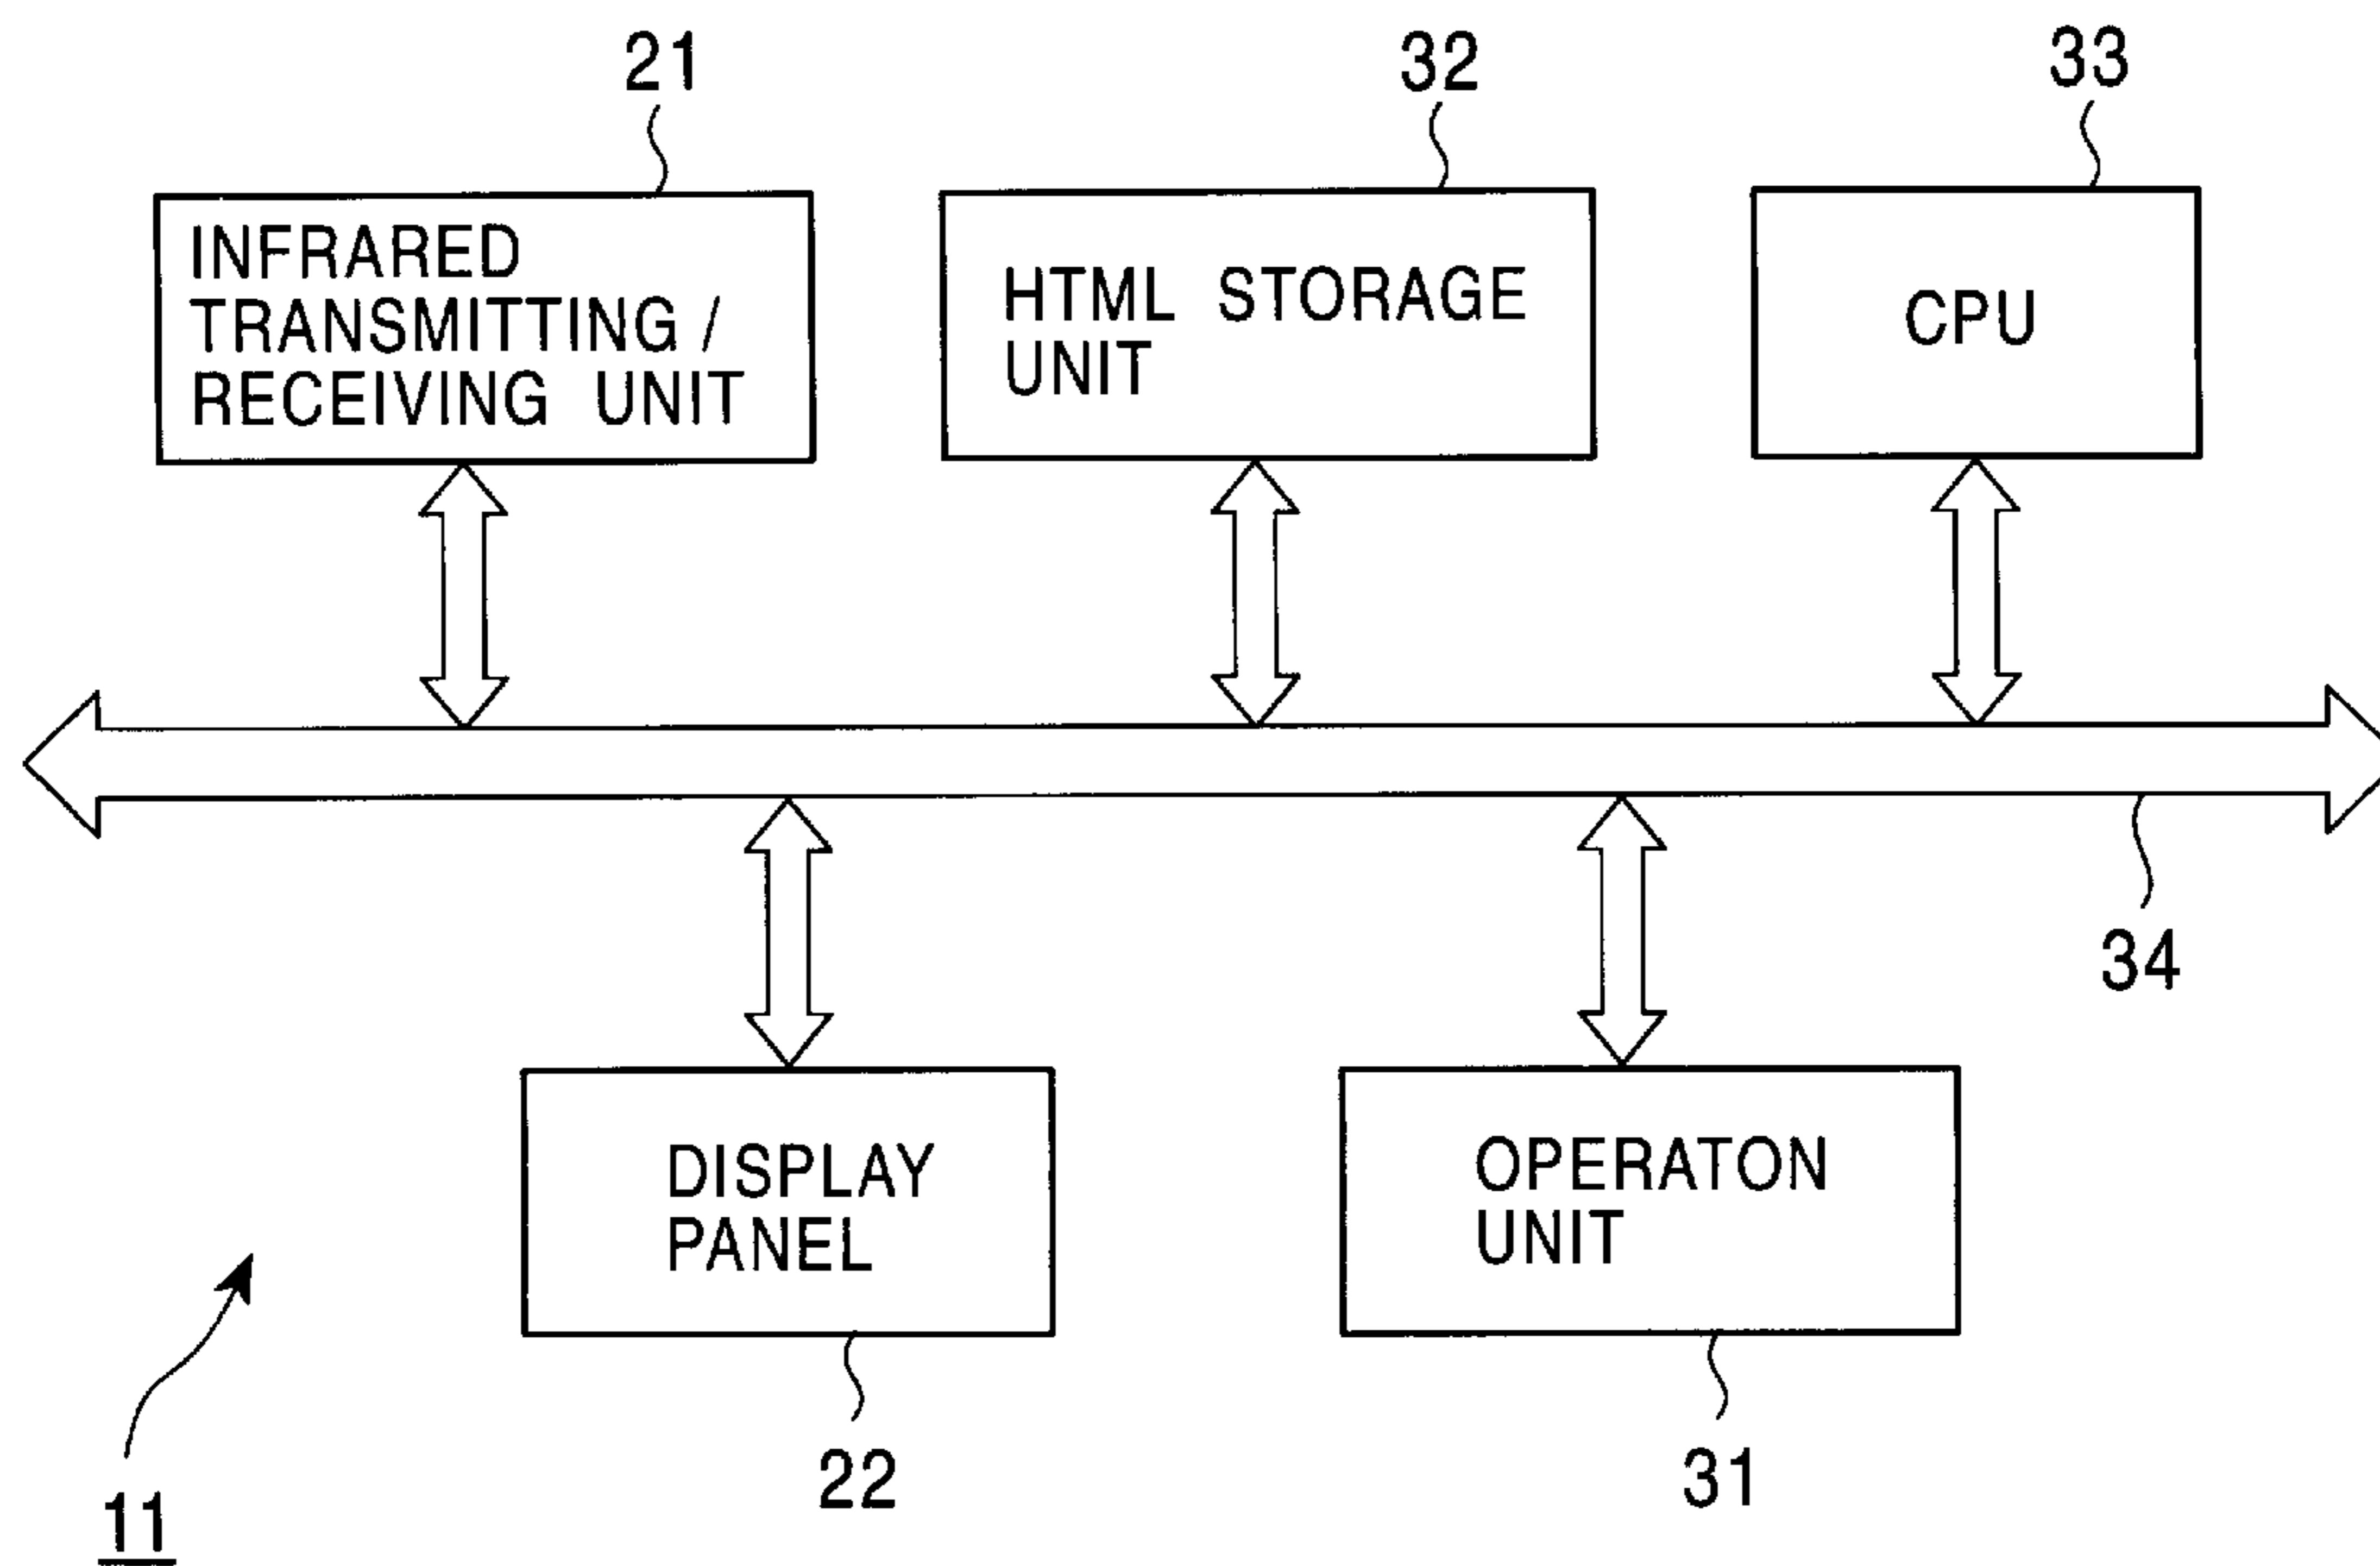 21
32
33
INFRARED
TRANSMITTING /
RECEIVING UNIT
HTML STORAGE
UNIT
CPU
34
DISPLAY
PANEL
OPERATON
UNIT
22
31
11